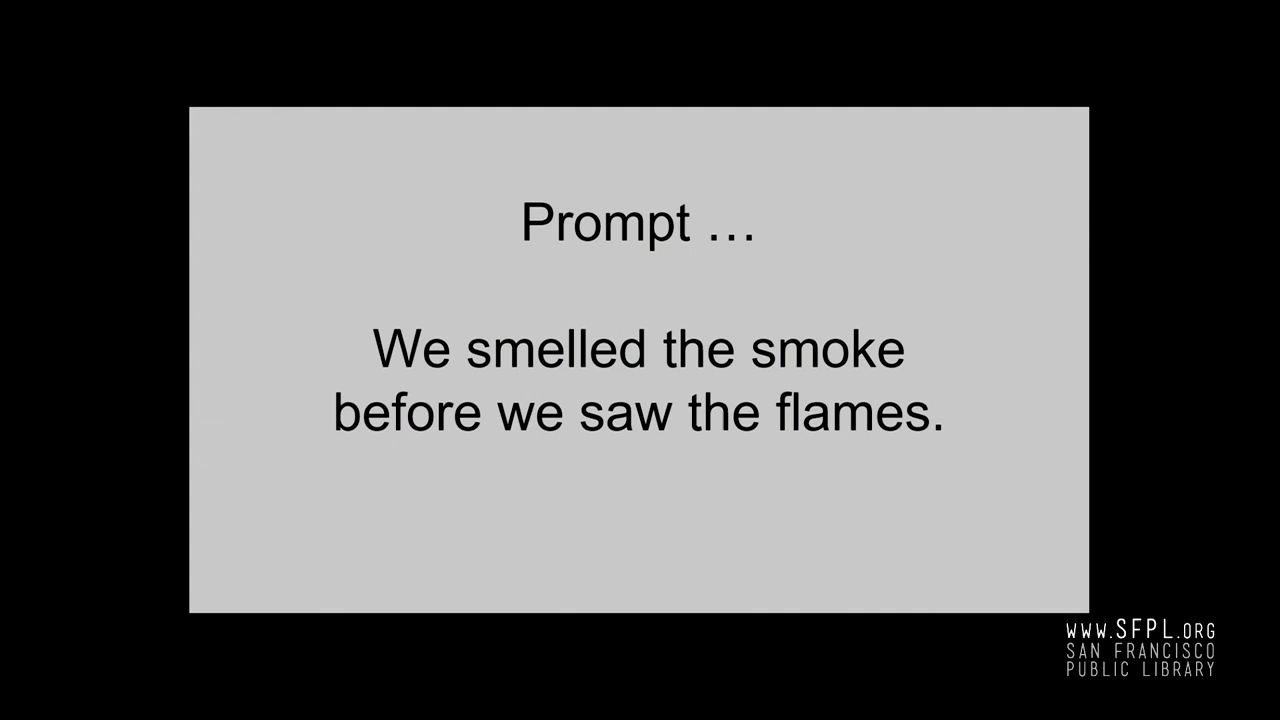 Prompt …
We smelled the smoke
before we saw the flames.
WWW.SFPL.ORG
SAN FRANCISCO
PUBLIC LIBRARY